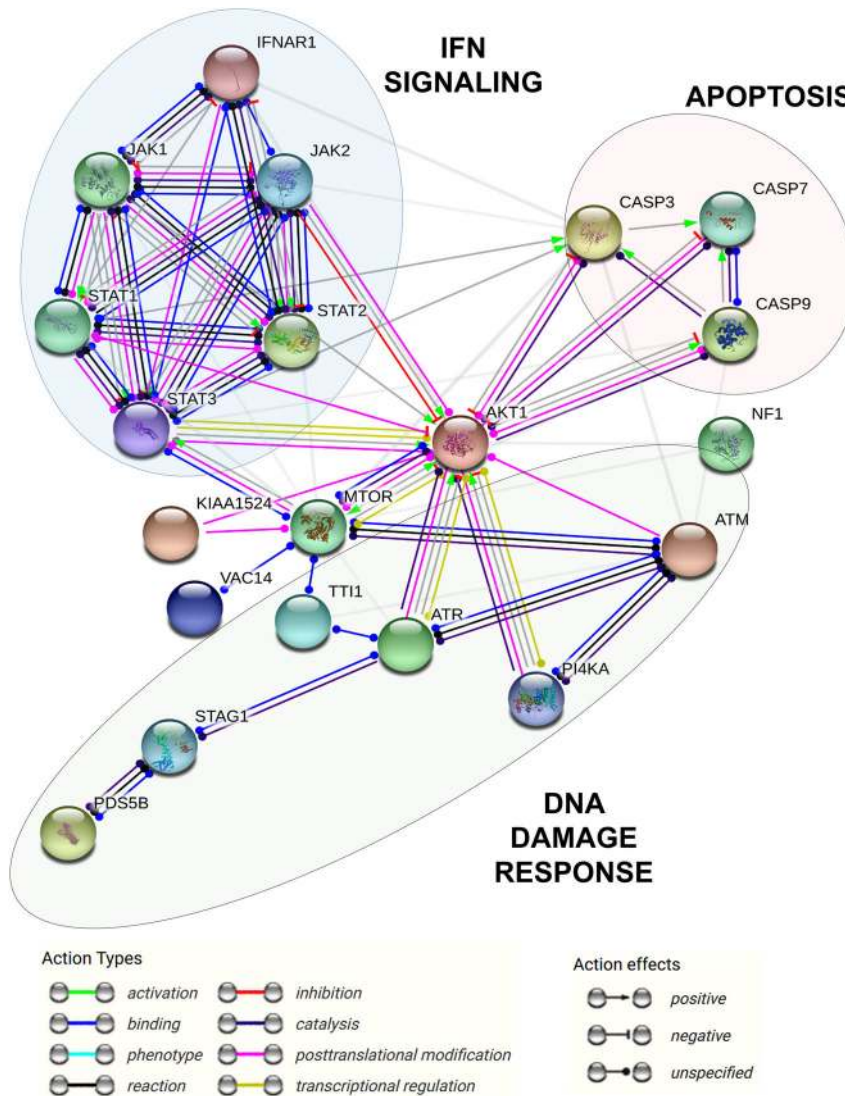 IFNAR1
IFN
SIGNALING
APOPTOSIS
JAK1
JAK2
CASP3
CASP7
STAT1
STAT2
CASP9
STAT3
AKT1
NF1
KIAA1524
MTOR
ATM
VAC14
TTI1
ATR
PI4KA
STAG1
PDS5B
DNA
DAMAGE
RESPONSE
Action Types
activation
inhibition
binding
catalysis
phenotype
posttranslational modification
reaction
transcriptional regulation
Action effects
positive
negative
unspecified